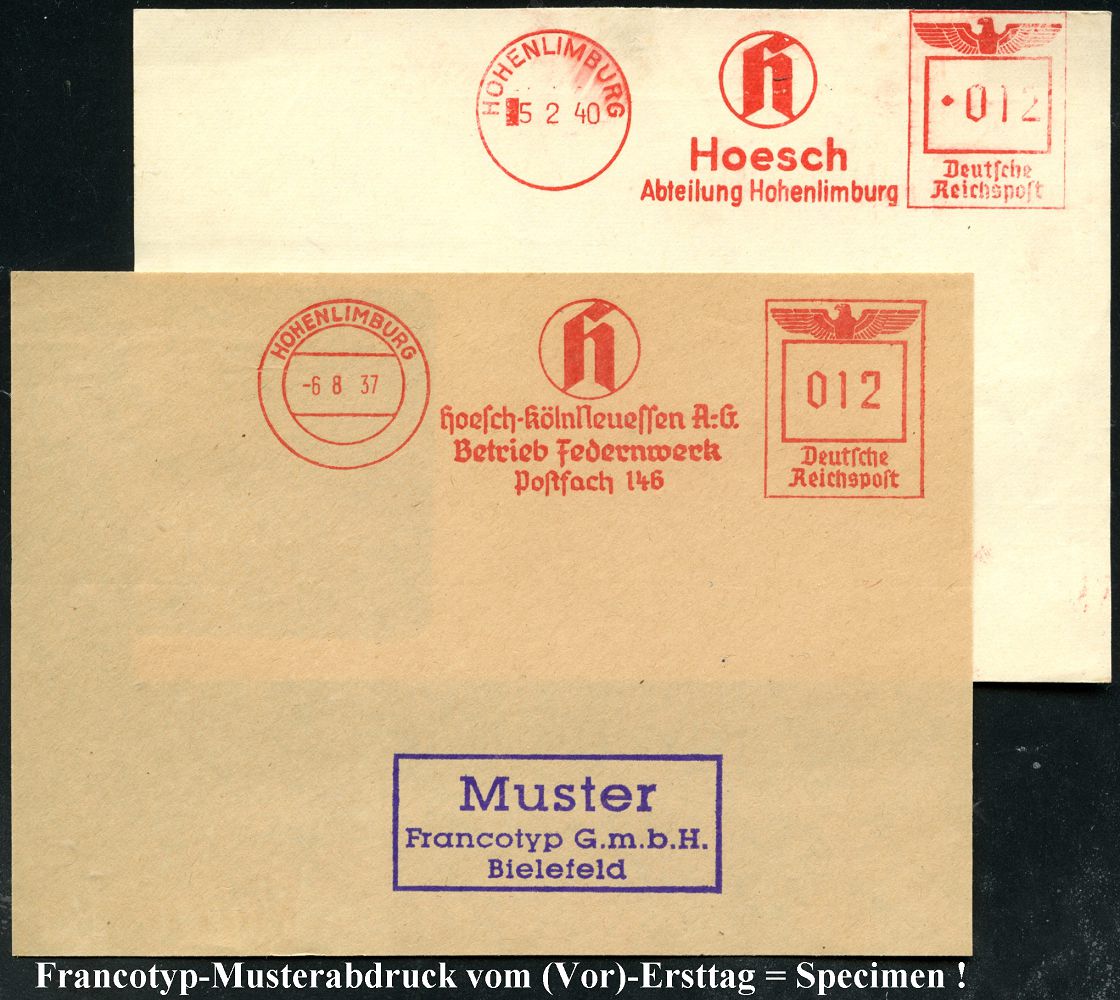 HOHENLIMBURG
5 2 40
h
Hoesch
Abteilung Hohenlimburg
012
Deutsche
Reichspost
HOHENLIMBURG
-6 8 37
h
Hoesch-KölnNeuessen A:G.
Betrieb Federnwerk
Postfach 146
012
Deutsche
Reichspost
Muster
Francotyp G.m.b.H.
Bielefeld
Francotyp-Musterabdruck vom (Vor)-Ersttag = Specimen !